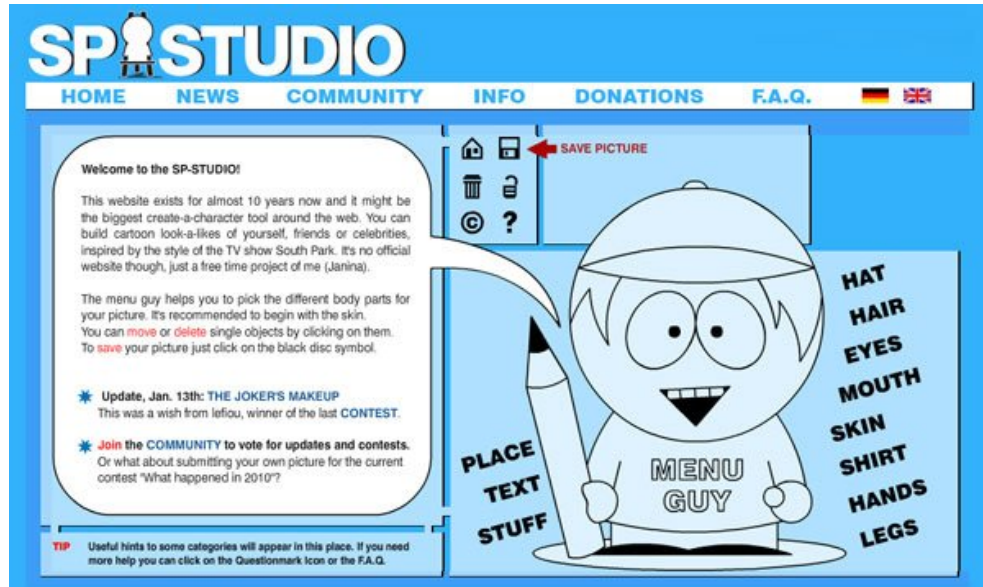 SP STUDIO
HOME NEWS COMMUNITY INFO DONATIONS F.A.Q.
SAVE PICTURE
Welcome to the SP-STUDIO!
This website exists for almost 10 years now and it might be
the biggest create-a-character tool around the web. You can
build cartoon look-a-likes of yourself, friends or celebrities,
inspired by the style of the TV show South Park. It's no official
website though, just a free time project of me (Janina).
The menu guy helps you to pick the different body parts for
your picture. It's recommended to begin with the skin.
You can move or delete single objects by clicking on them.
To save your picture just click on the black disc symbol.
Update, Jan. 13th: THE JOKER'S MAKEUP
This was a wish from lefiou, winner of the last CONTEST.
Join the COMMUNITY to vote for updates and contests.
Or what about submitting your own picture for the current
contest "What happened in 2010"?
TIP Useful hints to some categories will appear in this place. If you need
more help you can click on the Questionmark Icon or the F.A.Q.
©
?
PLACE
TEXT
STUFF
MENU
GUY
HAT
HAIR
EYES
MOUTH
SKIN
SHIRT
HANDS
LEGS